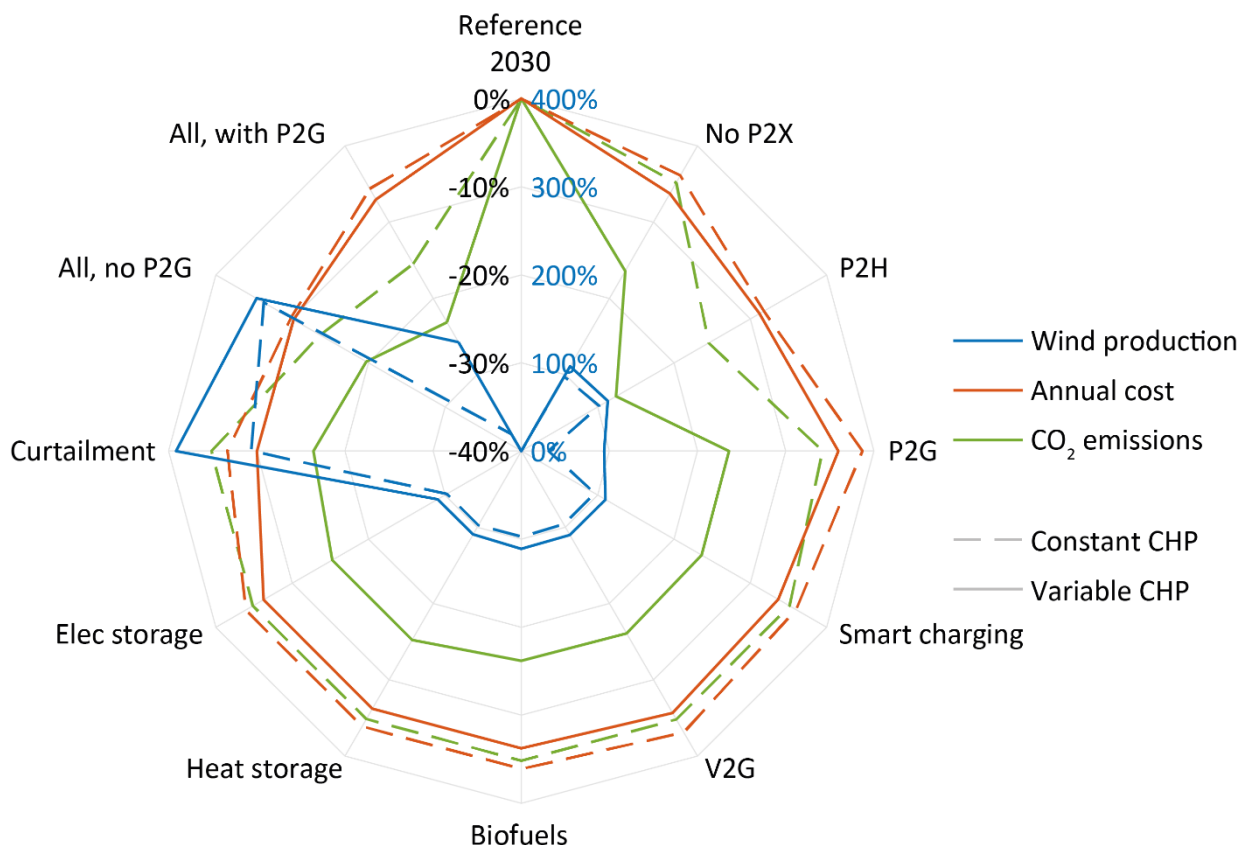 Reference
2030
0% 400%
All, with P2G
No P2X
-10% 300%
All, no P2G
-20% 200%
P2H
-30% 100%
Wind production
Annual cost
CO₂ emissions
Curtailment
-40% 0%
P2G
Constant CHP
Variable CHP
Elec storage
Smart charging
Heat storage
V2G
Biofuels